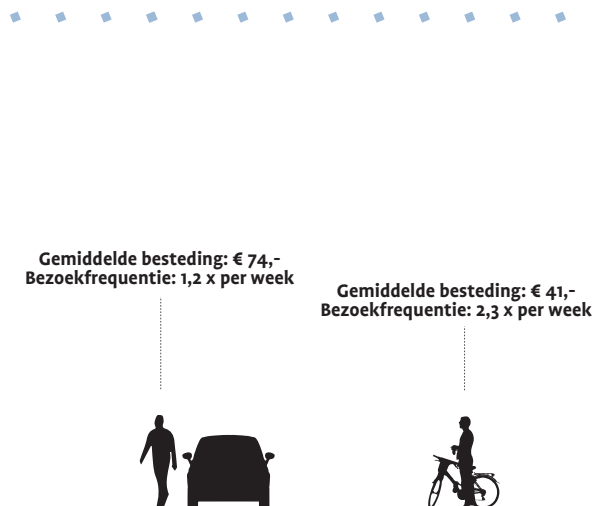 Gemiddelde besteding: € 74,-
Bezoekfrequentie: 1,2 x per week
Gemiddelde besteding: € 41,-
Bezoekfrequentie: 2,3 x per week